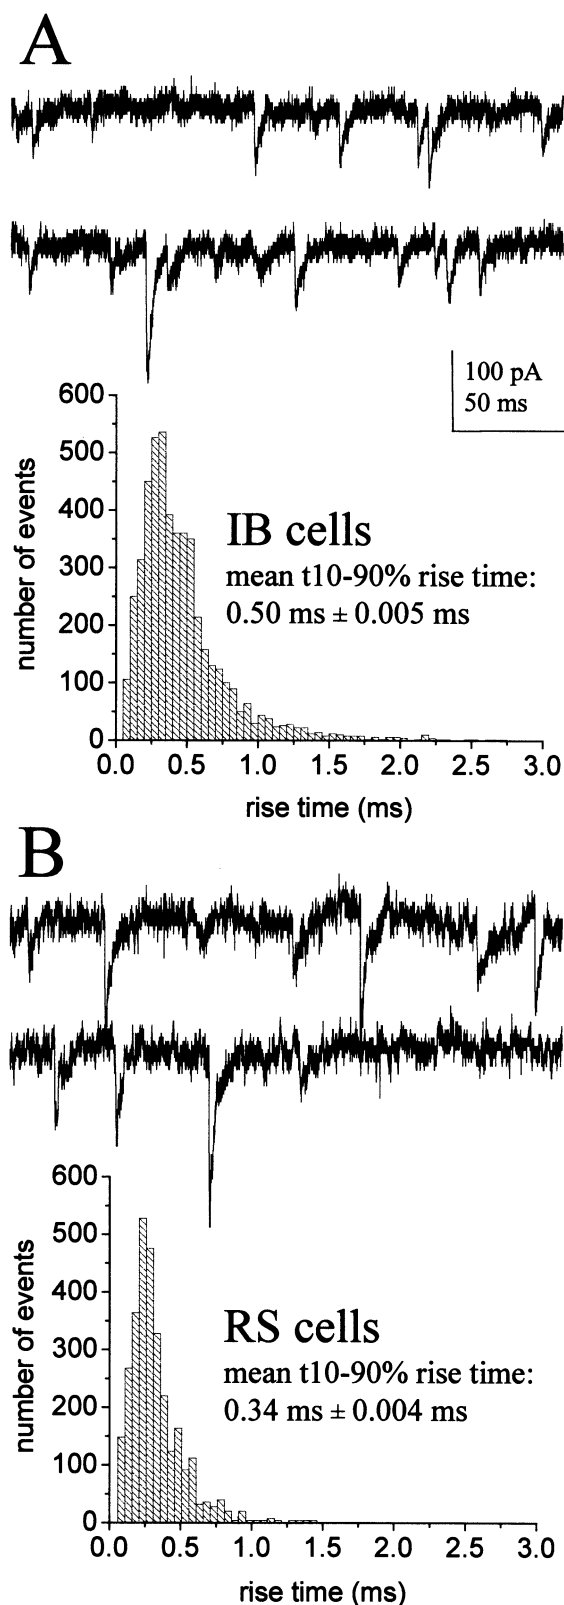 A
100 pA
50 ms
600
500
400
300
200
100
0
number of events
IB cells
mean t10-90% rise time:
0.50 ms ± 0.005 ms
0.0 0.5 1.0 1.5 2.0 2.5 3.0
rise time (ms)
B
600
500
400
300
200
100
0
number of events
RS cells
mean t10-90% rise time:
0.34 ms ± 0.004 ms
0.0 0.5 1.0 1.5 2.0 2.5 3.0
rise time (ms)